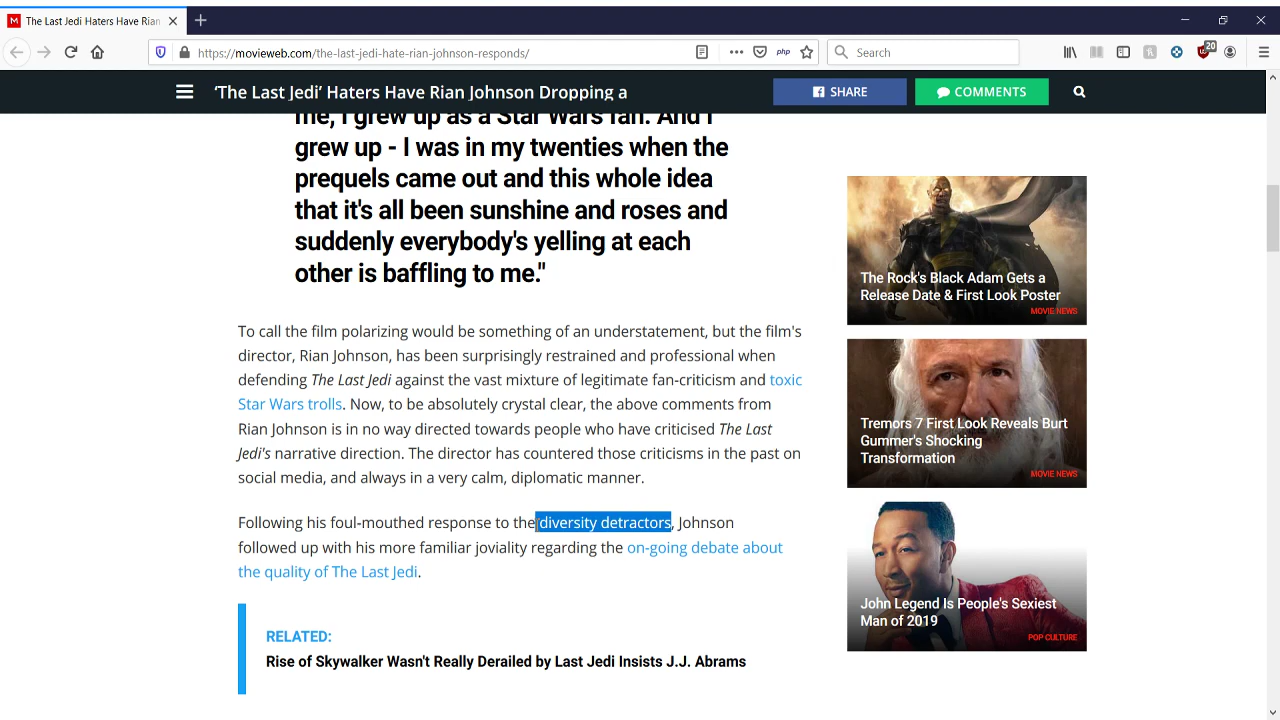 The Last Jedi Haters Have Rian
https://movieweb.com/the-last-jedi-hate-rian-johnson-responds/
php
Search
20
‘The Last Jedi’ Haters Have Rian Johnson Dropping a
SHARE
COMMENTS
me, I grew up as a Star Wars fan. And I
grew up - I was in my twenties when the
prequels came out and this whole idea
that it's all been sunshine and roses and
suddenly everybody's yelling at each
other is baffling to me."
To call the film polarizing would be something of an understatement, but the film's
director, Rian Johnson, has been surprisingly restrained and professional when
defending The Last Jedi against the vast mixture of legitimate fan-criticism and toxic
Star Wars trolls. Now, to be absolutely crystal clear, the above comments from
Rian Johnson is in no way directed towards people who have criticised The Last
Jedi's narrative direction. The director has countered those criticisms in the past on
social media, and always in a very calm, diplomatic manner.
Following his foul-mouthed response to the diversity detractors, Johnson
followed up with his more familiar joviality regarding the on-going debate about
the quality of The Last Jedi.
RELATED:
Rise of Skywalker Wasn't Really Derailed by Last Jedi Insists J.J. Abrams
The Rock's Black Adam Gets a
Release Date & First Look Poster
MOVIE NEWS
Tremors 7 First Look Reveals Burt
Gummer's Shocking
Transformation
MOVIE NEWS
John Legend Is People's Sexiest
Man of 2019
POP CULTURE